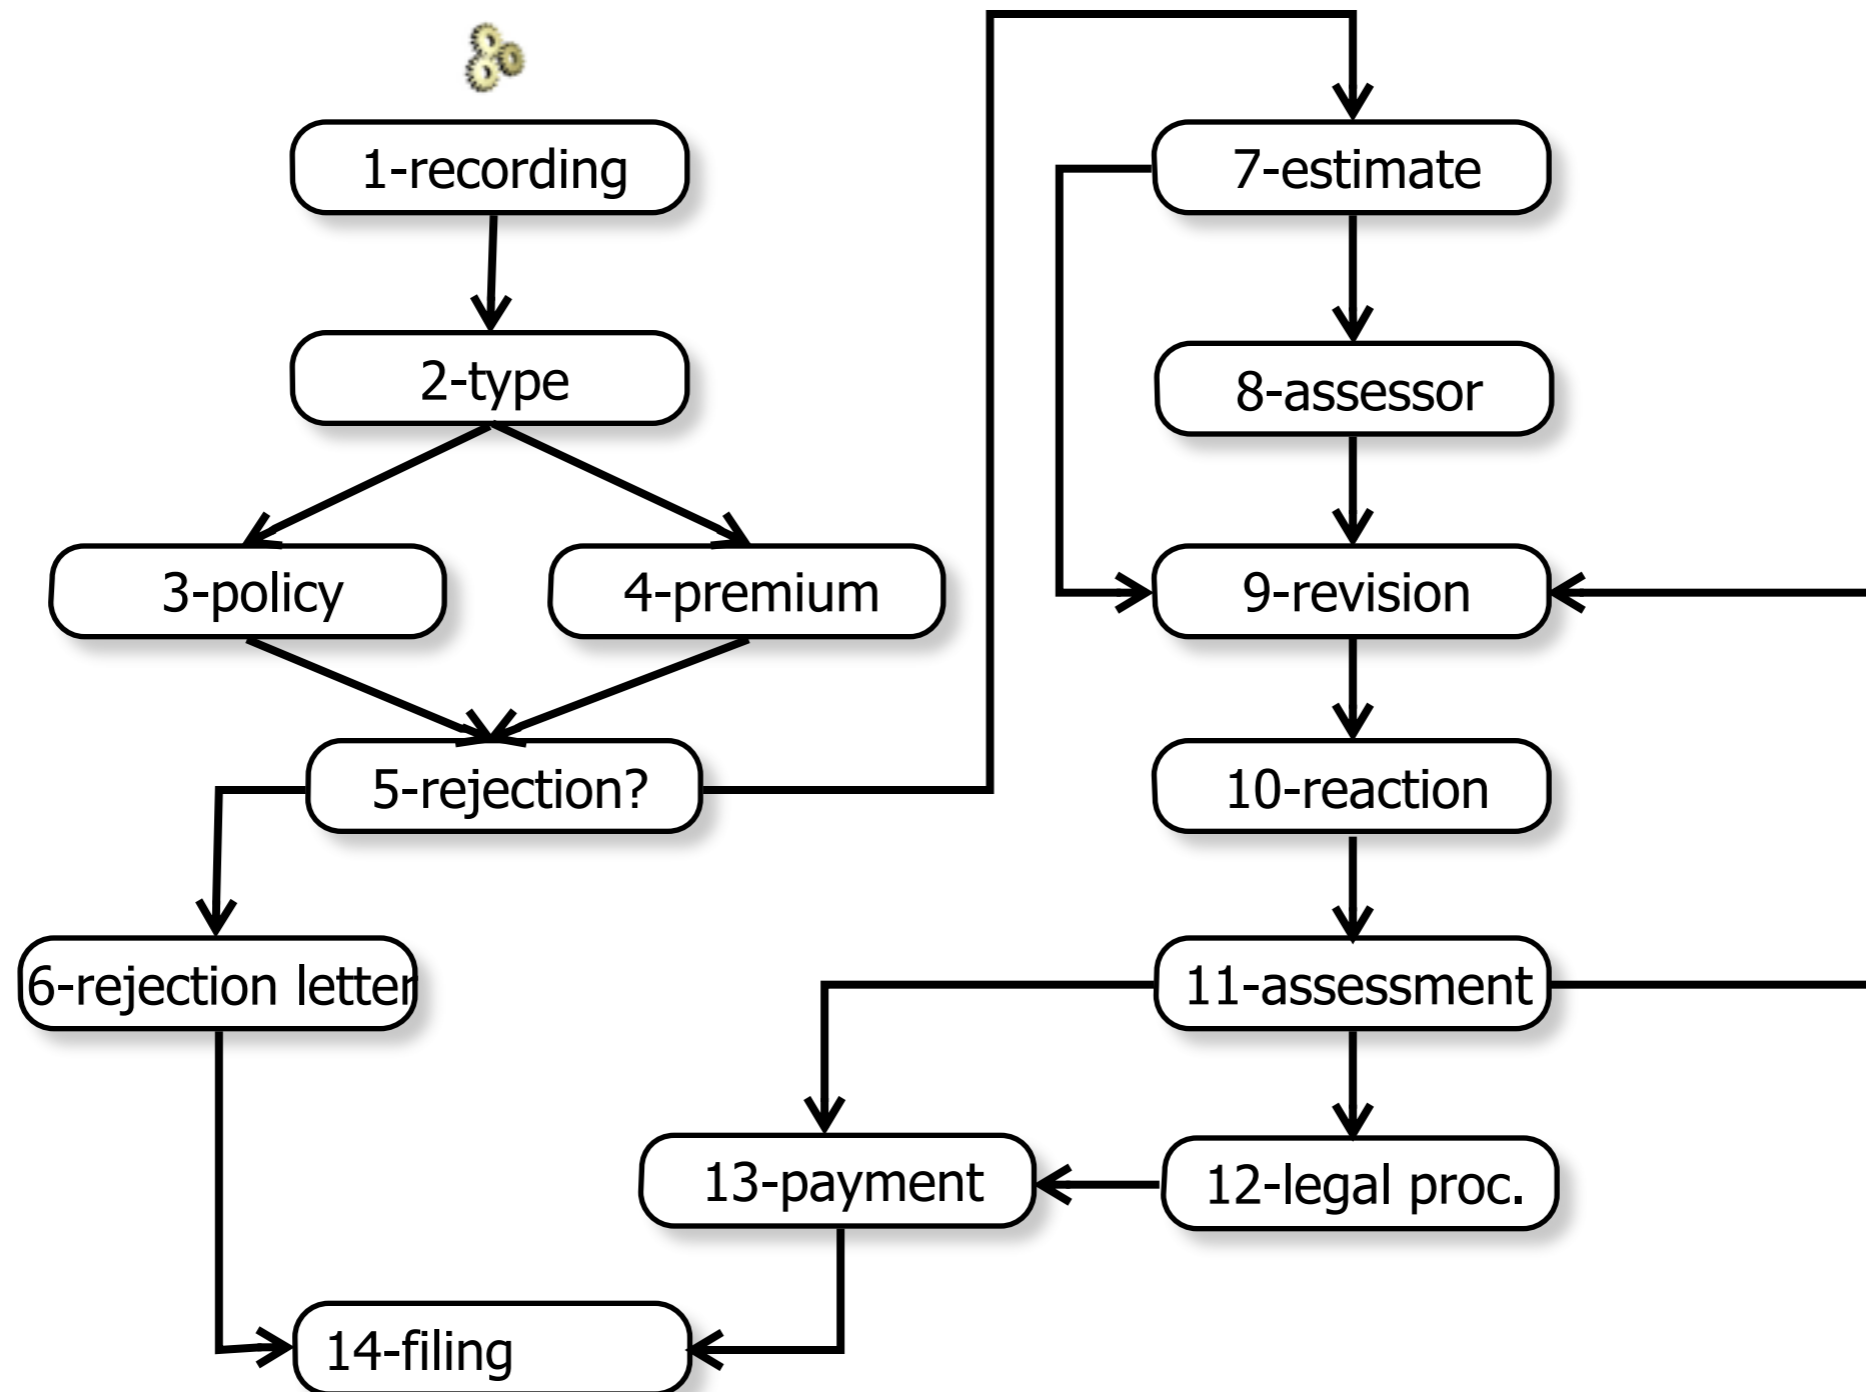 1-recording
2-type
3-policy
4-premium
5-rejection?
6-rejection letter
7-estimate
8-assessor
9-revision
10-reaction
11-assessment
12-legal proc.
13-payment
14-filing